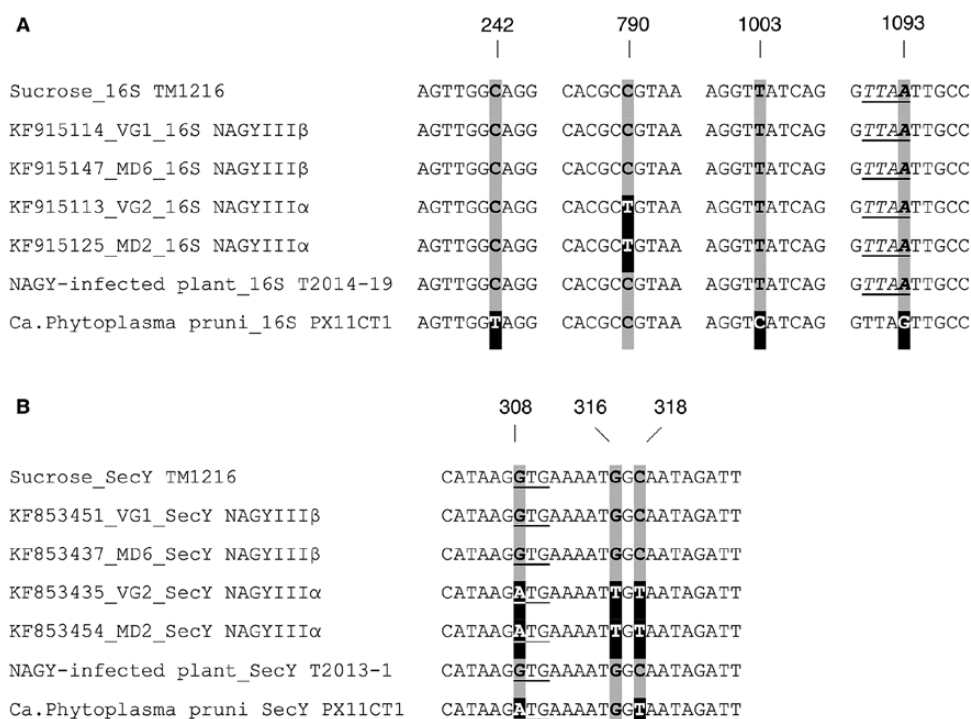 A 242 790 1003 1093
Sucrose_16S TM1216 AGTTGGCAGG CACGCCGTAA AGGTTATCAG GTTAATTGCC
KF915114_VG1_16S NAGYIIIβ AGTTGGCAGG CACGCCGTAA AGGTTATCAG GTTAATTGCC
KF915147_MD6_16S NAGYIIIβ AGTTGGCAGG CACGCCGTAA AGGTTATCAG GTTAATTGCC
KF915113_VG2_16S NAGYIIIα AGTTGGCAGG CACGCTGTAA AGGTTATCAG GTTAATTGCC
KF915125_MD2_16S NAGYIIIα AGTTGGCAGG CACGCTGTAA AGGTTATCAG GTTAATTGCC
NAGY-infected plant_16S T2014-19 AGTTGGCAGG CACGCCGTAA AGGTTATCAG GTTAATTGCC
Ca.Phytoplasma pruni_16S PX11CT1 AGTTGGTAGG CACGCCGTAA AGGTCATCAG GTTAGTTGCC
B 308 316 318
Sucrose_SecY TM1216 CATAAGGTGAAAATGGCAATAGATT
KF853451_VG1_SecY NAGYIIIβ CATAAGGTGAAAATGGCAATAGATT
KF853437_MD6_SecY NAGYIIIβ CATAAGGTGAAAATGGCAATAGATT
KF853435_VG2_SecY NAGYIIIα CATAAGATGAAAATTGTAATAGATT
KF853454_MD2_SecY NAGYIIIα CATAAGATGAAAATTGTAATAGATT
NAGY-infected plant_SecY T2013-1 CATAAGGTGAAAATGGCAATAGATT
Ca.Phytoplasma pruni SecY PX11CT1 CATAAGATGAAAATGGTAATAGATT